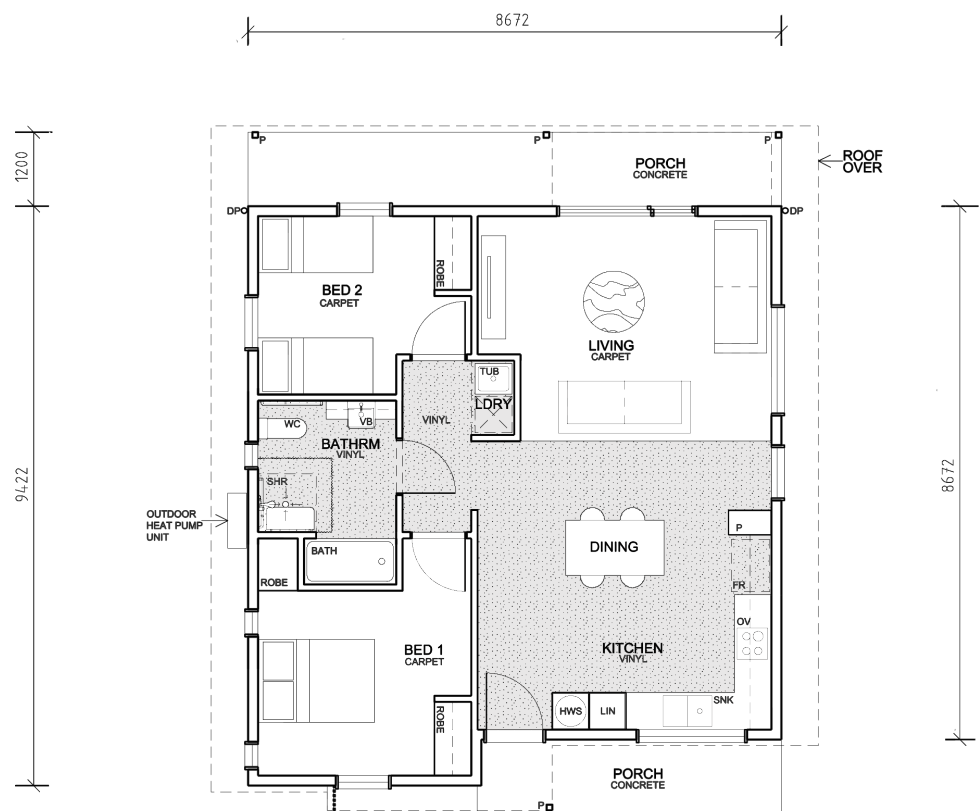 8672
1200
P
P
P
PORCH
CONCRETE
ROOF
OVER
DP
DP
ROBE
BED 2
CARPET
LIVING
CARPET
TUB
LDRY
VINYL
WC
VB
BATHRM
VINYL
SHR
9422
8672
OUTDOOR
HEAT PUMP
UNIT
P
DINING
BATH
ROBE
FR
OV
BED 1
CARPET
KITCHEN
VINYL
ROBE
HWS
LIN
SNK
PORCH
CONCRETE
P